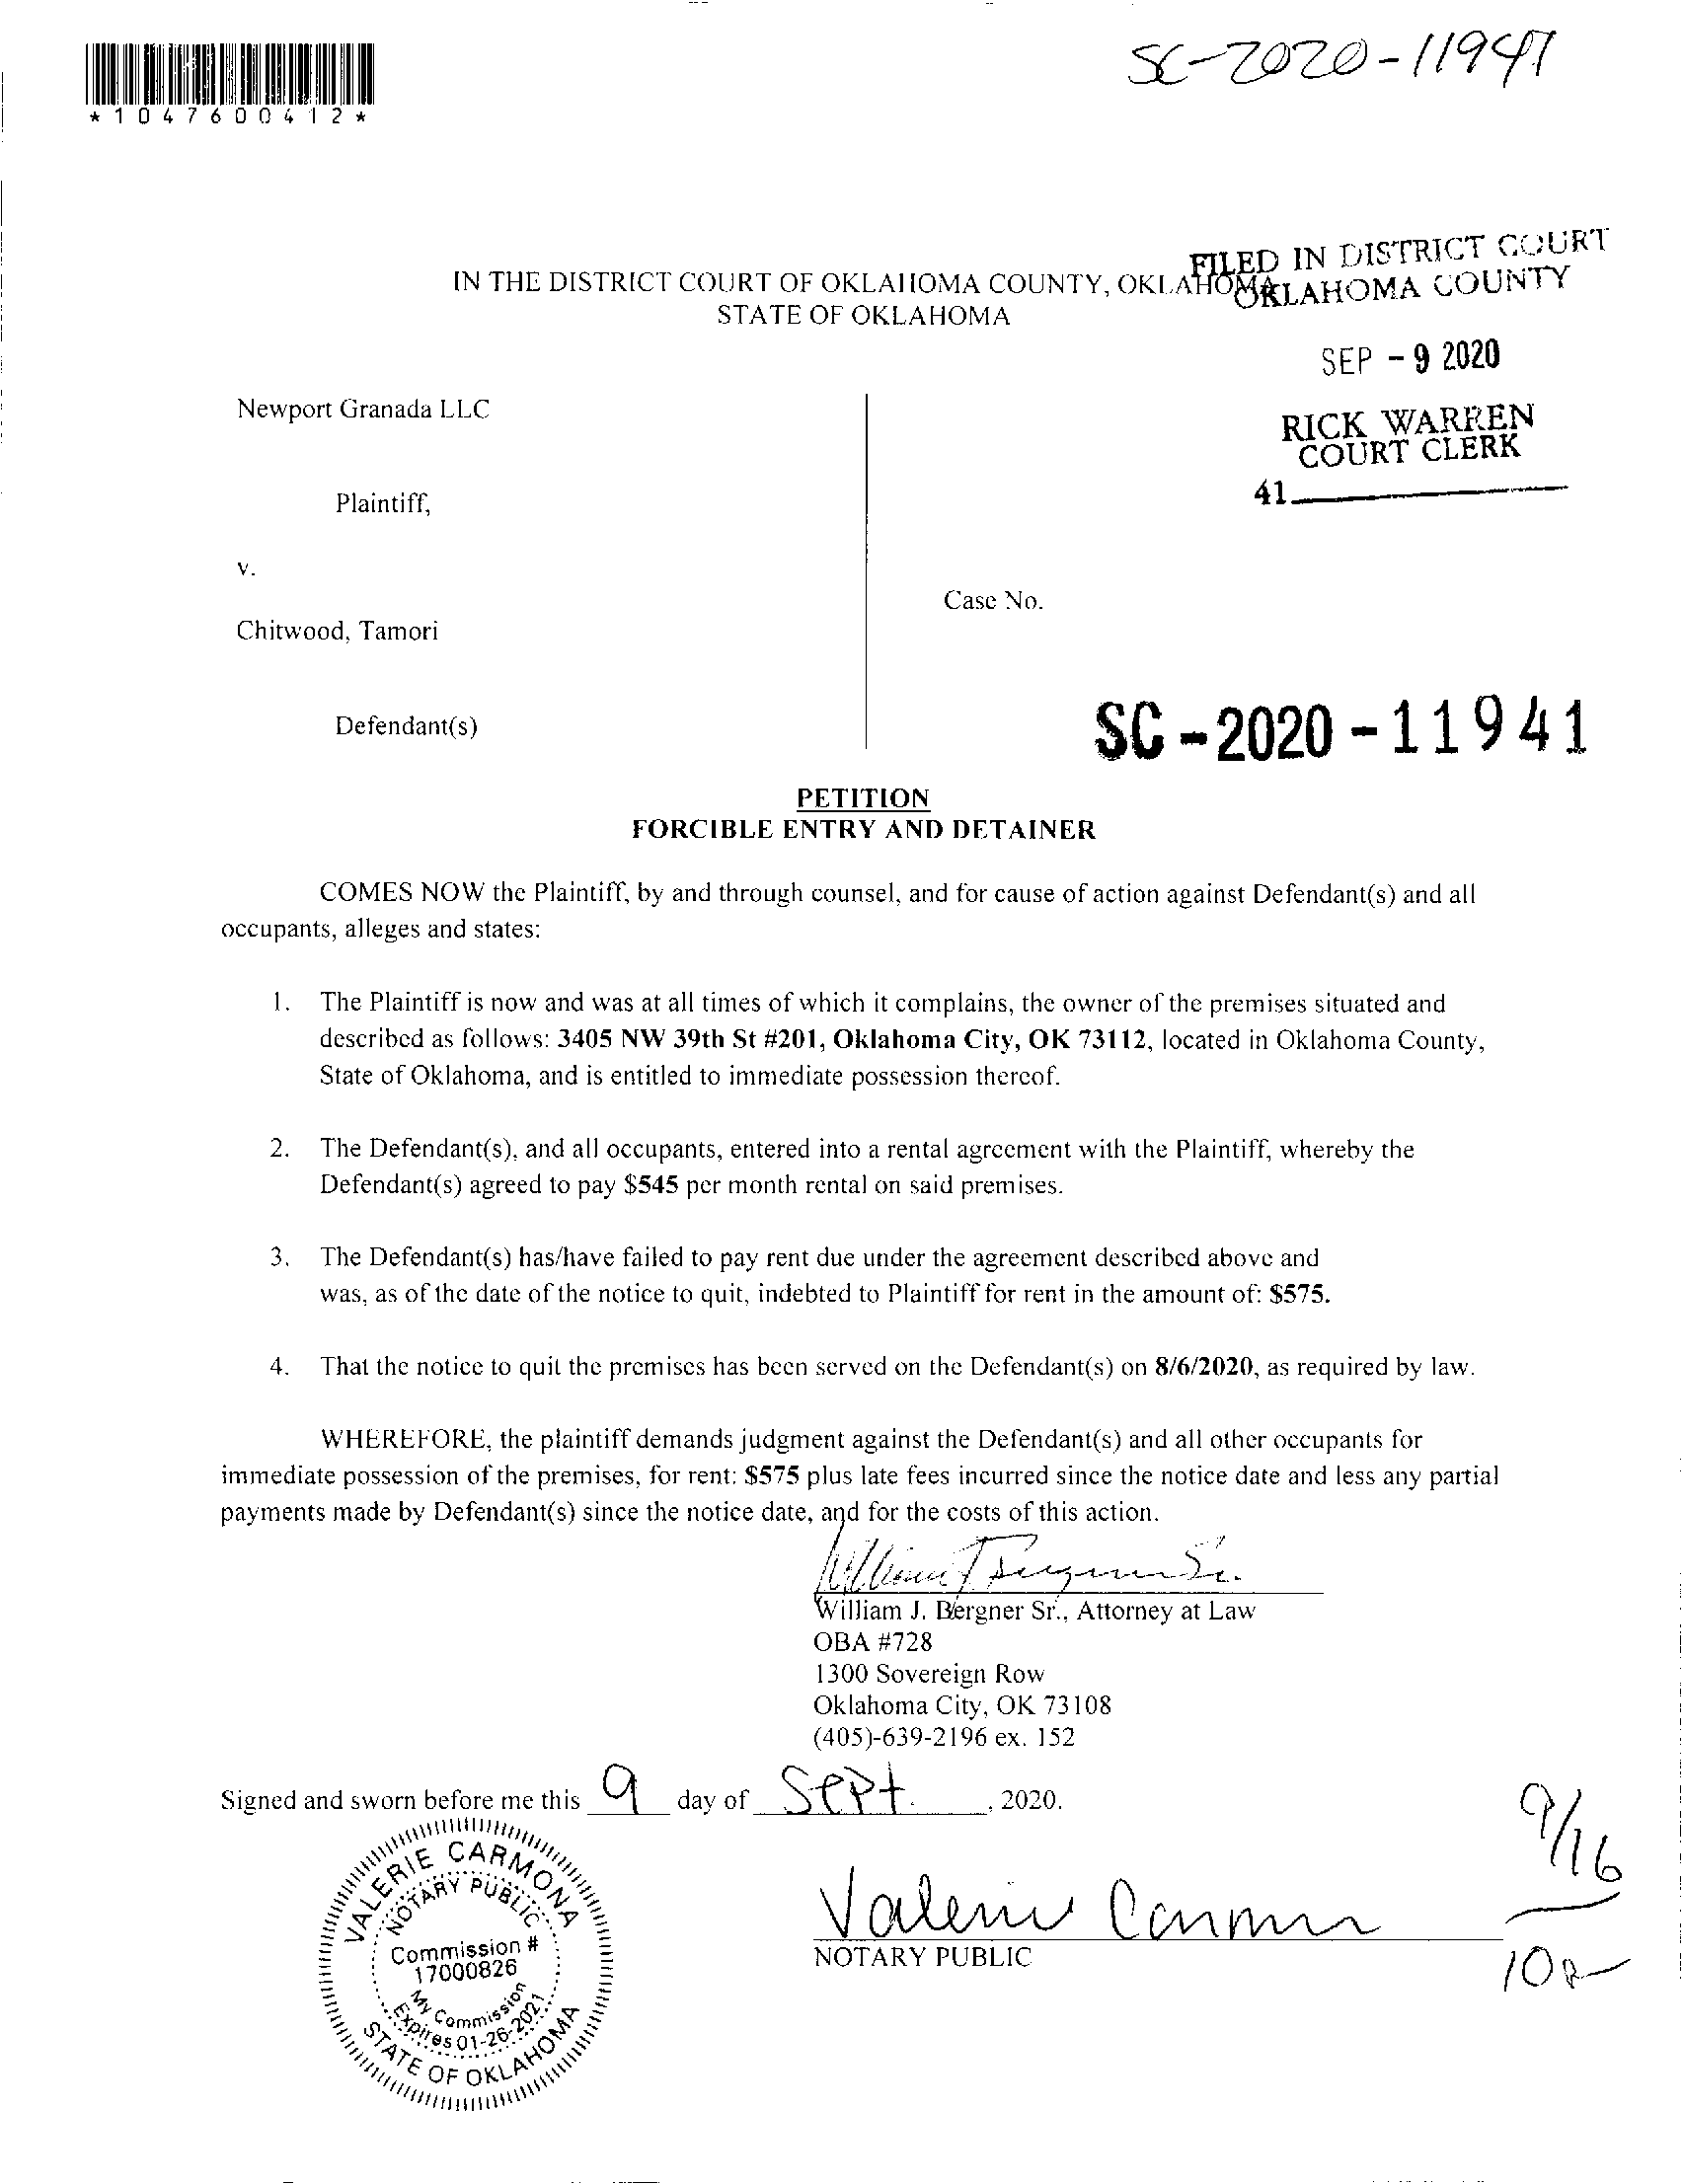 SC-2020-11941
*1047600412*
FILED IN DISTRICT COURT
OKLAHOMA COUNTY
IN THE DISTRICT COURT OF OKLAHOMA COUNTY, OKLAHOMA
STATE OF OKLAHOMA
SEP - 9 2020
Newport Granada LLC
RICK WARREN
COURT CLERK
41
Plaintiff,
v.
Case No.
Chitwood, Tamori
SC-2020-11941
Defendant(s)
PETITION
FORCIBLE ENTRY AND DETAINER
COMES NOW the Plaintiff, by and through counsel, and for cause of action against Defendant(s) and all
occupants, alleges and states:
1. The Plaintiff is now and was at all times of which it complains, the owner of the premises situated and
described as follows: 3405 NW 39th St #201, Oklahoma City, OK 73112, located in Oklahoma County,
State of Oklahoma, and is entitled to immediate possession thereof.
2. The Defendant(s), and all occupants, entered into a rental agreement with the Plaintiff, whereby the
Defendant(s) agreed to pay $545 per month rental on said premises.
3. The Defendant(s) has/have failed to pay rent due under the agreement described above and
was, as of the date of the notice to quit, indebted to Plaintiff for rent in the amount of: $575.
4. That the notice to quit the premises has been served on the Defendant(s) on 8/6/2020, as required by law.
WHEREFORE, the plaintiff demands judgment against the Defendant(s) and all other occupants for
immediate possession of the premises, for rent: $575 plus late fees incurred since the notice date and less any partial
payments made by Defendant(s) since the notice date, and for the costs of this action.
William J Bergner Sr.
William J. Bergner Sr., Attorney at Law
OBA #728
1300 Sovereign Row
Oklahoma City, OK 73108
(405)-639-2196 ex. 152
Signed and sworn before me this 9 day of Sept. , 2020.
VALERIE CARMONA
NOTARY PUBLIC
Commission #
17000826
My Commission
Expires 01-26-2021
STATE OF OKLAHOMA
Valerie Carmona
NOTARY PUBLIC
9/16